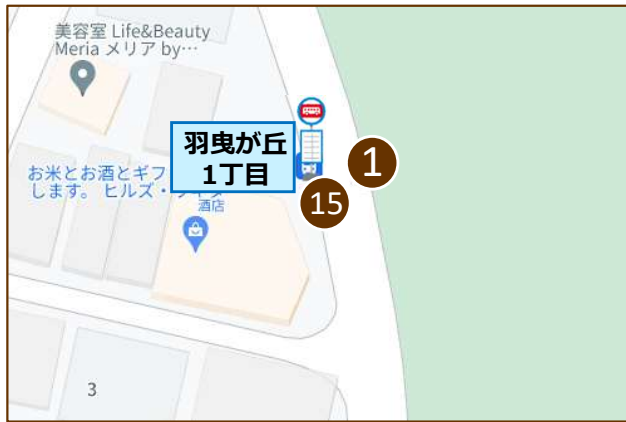 美容室 Life&Beauty
Meria メリア by…
羽曳が丘
1丁目
1
お米とお酒とギフ
します。 ヒルズ・
酒店
15
3